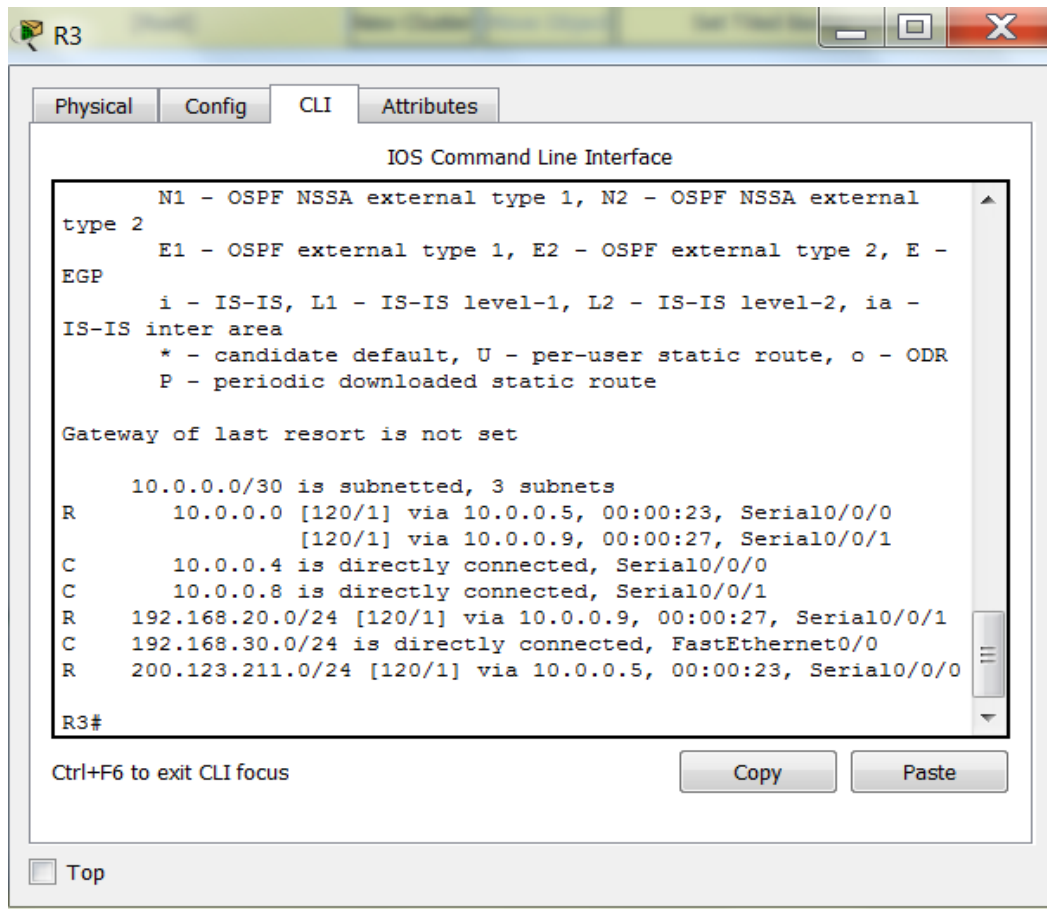 R3
Physical Config CLI Attributes
IOS Command Line Interface
N1 - OSPF NSSA external type 1, N2 - OSPF NSSA external
type 2
E1 - OSPF external type 1, E2 - OSPF external type 2, E -
EGP
i - IS-IS, L1 - IS-IS level-1, L2 - IS-IS level-2, ia -
IS-IS inter area
* - candidate default, U - per-user static route, o - ODR
P - periodic downloaded static route
Gateway of last resort is not set
10.0.0.0/30 is subnetted, 3 subnets
R 10.0.0.0 [120/1] via 10.0.0.5, 00:00:23, Serial0/0/0
[120/1] via 10.0.0.9, 00:00:27, Serial0/0/1
C 10.0.0.4 is directly connected, Serial0/0/0
C 10.0.0.8 is directly connected, Serial0/0/1
R 192.168.20.0/24 [120/1] via 10.0.0.9, 00:00:27, Serial0/0/1
C 192.168.30.0/24 is directly connected, FastEthernet0/0
R 200.123.211.0/24 [120/1] via 10.0.0.5, 00:00:23, Serial0/0/0
R3#
Ctrl+F6 to exit CLI focus
Copy Paste
Top